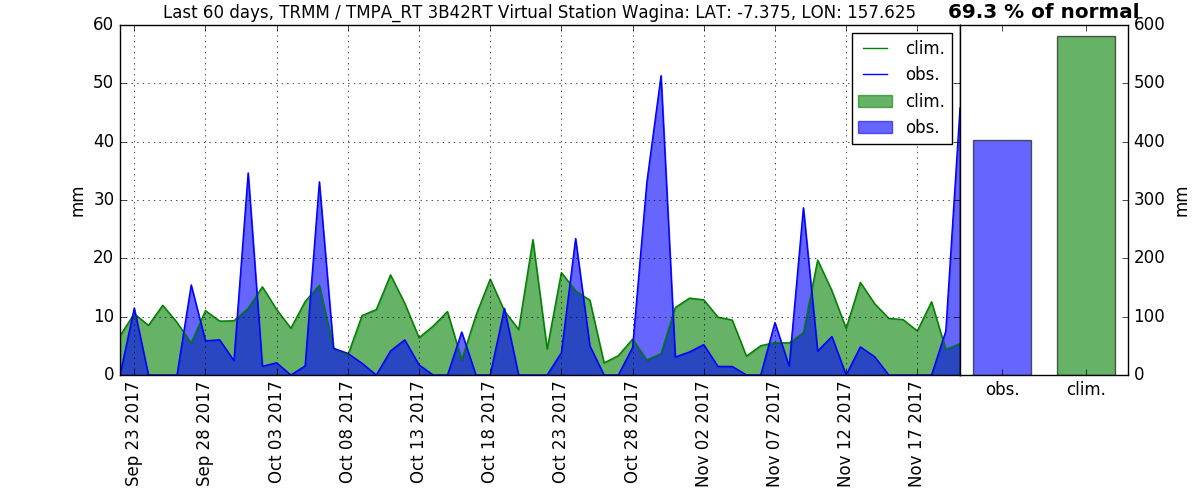 Last 60 days, TRMM / TMPA_RT 3B42RT Virtual Station Wagina: LAT: -7.375, LON: 157.625
69.3 % of normal
60
50
40
30
20
10
0
mm
clim.
obs.
clim.
obs.
Sep 23 2017
Sep 28 2017
Oct 03 2017
Oct 08 2017
Oct 13 2017
Oct 18 2017
Oct 23 2017
Oct 28 2017
Nov 02 2017
Nov 07 2017
Nov 12 2017
Nov 17 2017
600
500
400
300
200
100
0
mm
obs.
clim.